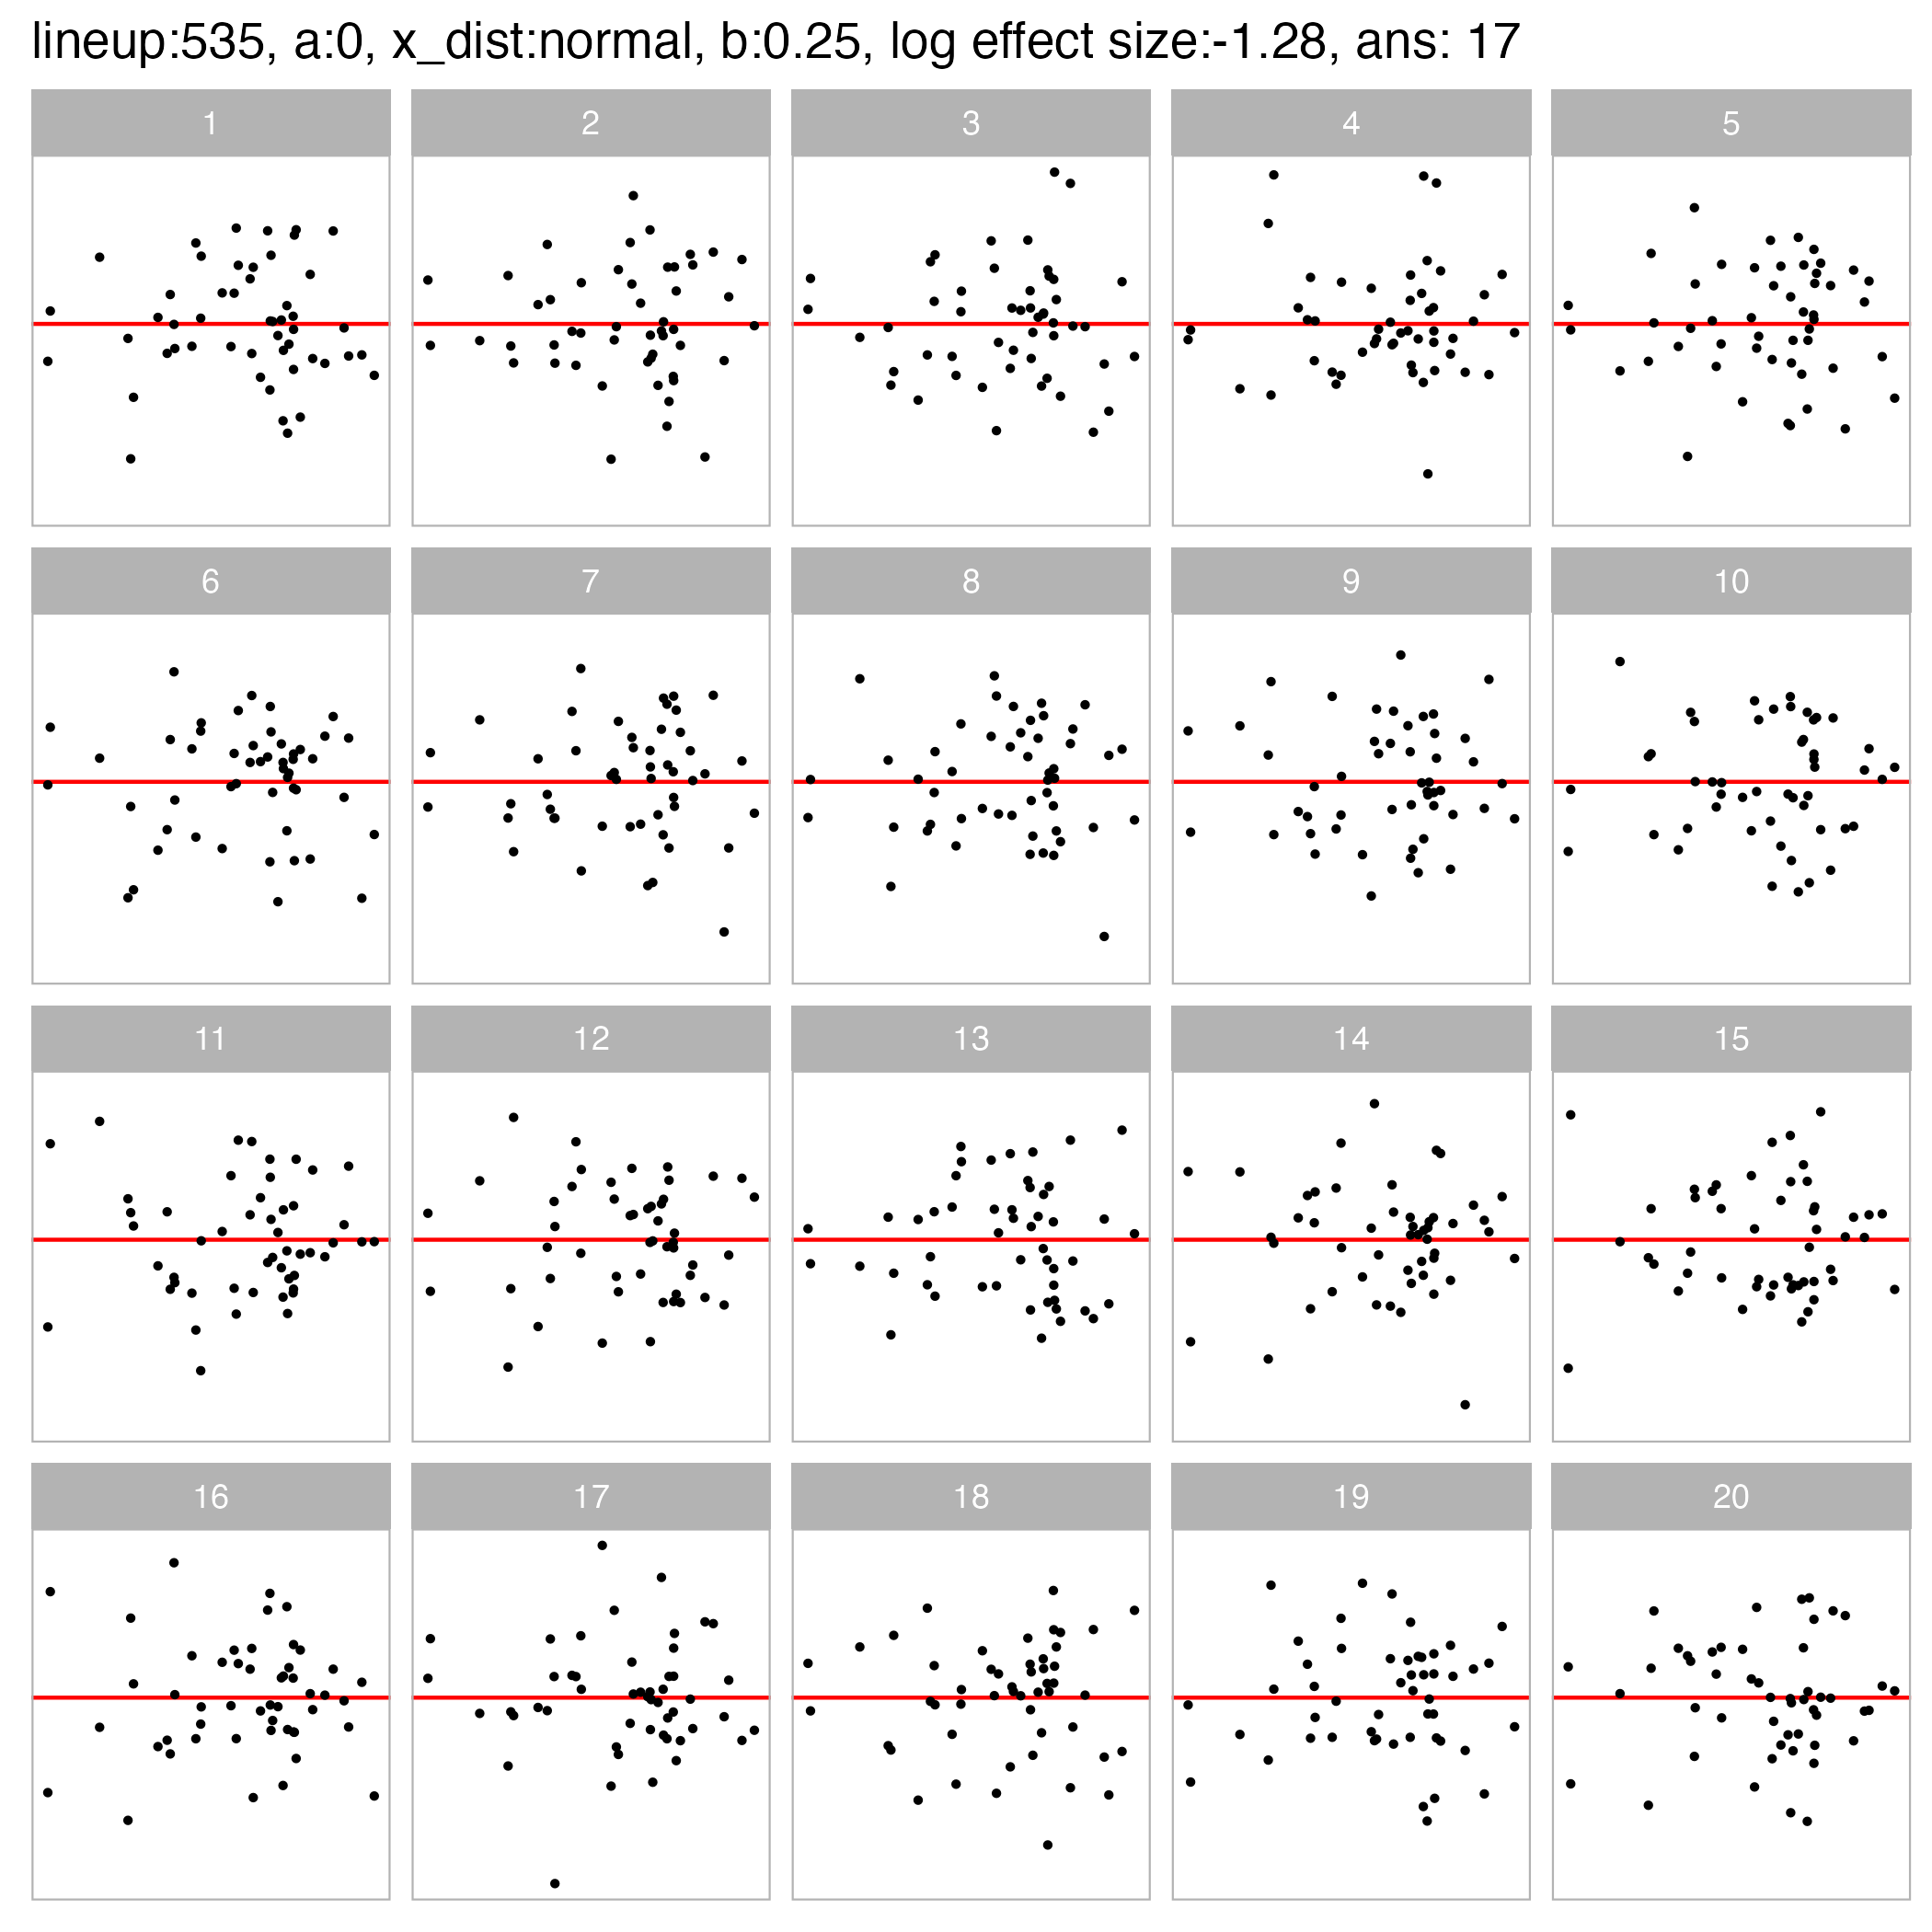 lineup:535, a:0, x_dist:normal, b:0.25, log effect size:-1.28, ans: 17
1 2 3 4 5
6 7 8 9 10
11 12 13 14 15
16 17 18 19 20